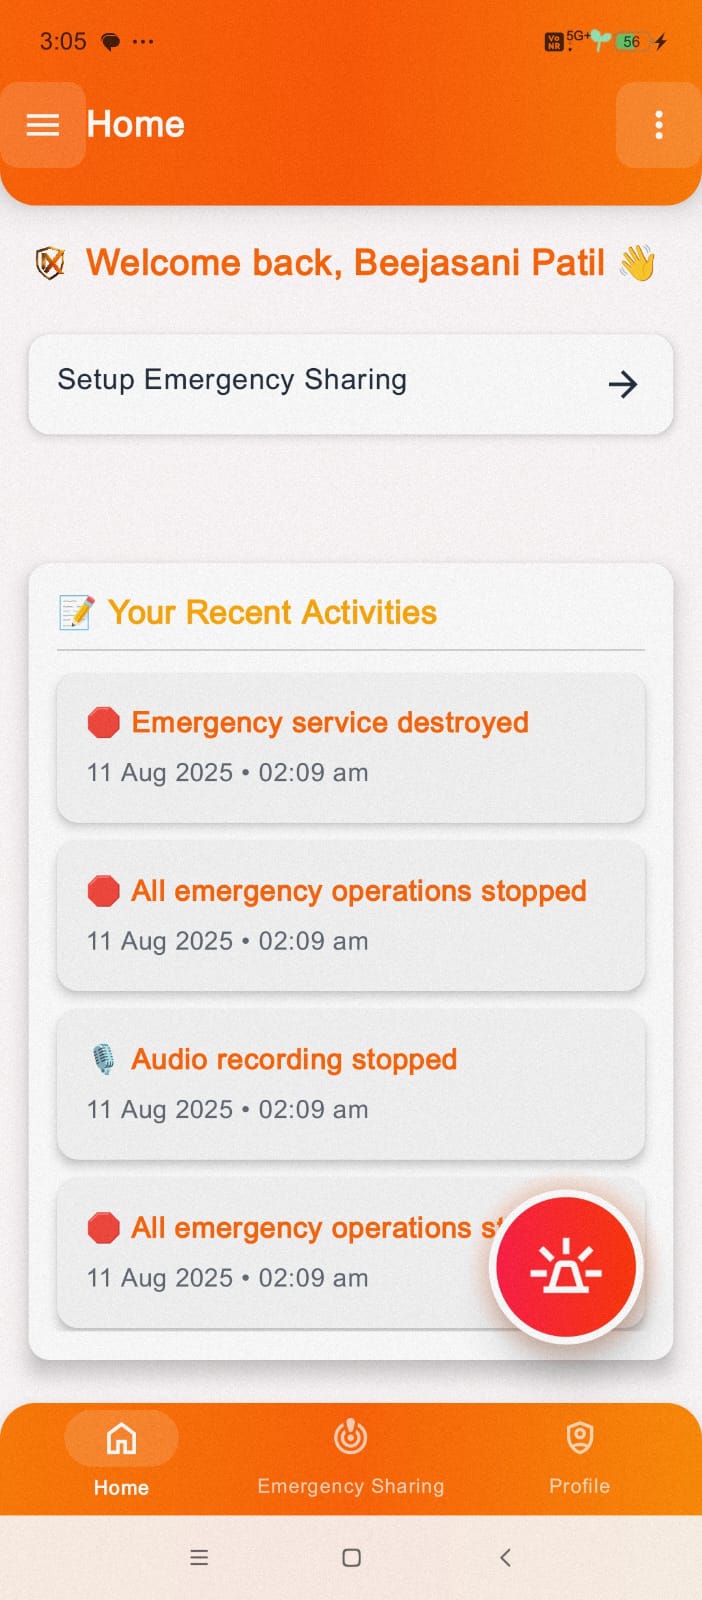 3:05
Vo NR 5G+ 56
Home
Welcome back, Beejasani Patil 👋
Setup Emergency Sharing
Your Recent Activities
Emergency service destroyed
11 Aug 2025 • 02:09 am
All emergency operations stopped
11 Aug 2025 • 02:09 am
Audio recording stopped
11 Aug 2025 • 02:09 am
All emergency operations
11 Aug 2025 • 02:09 am
Home
Emergency Sharing
Profile